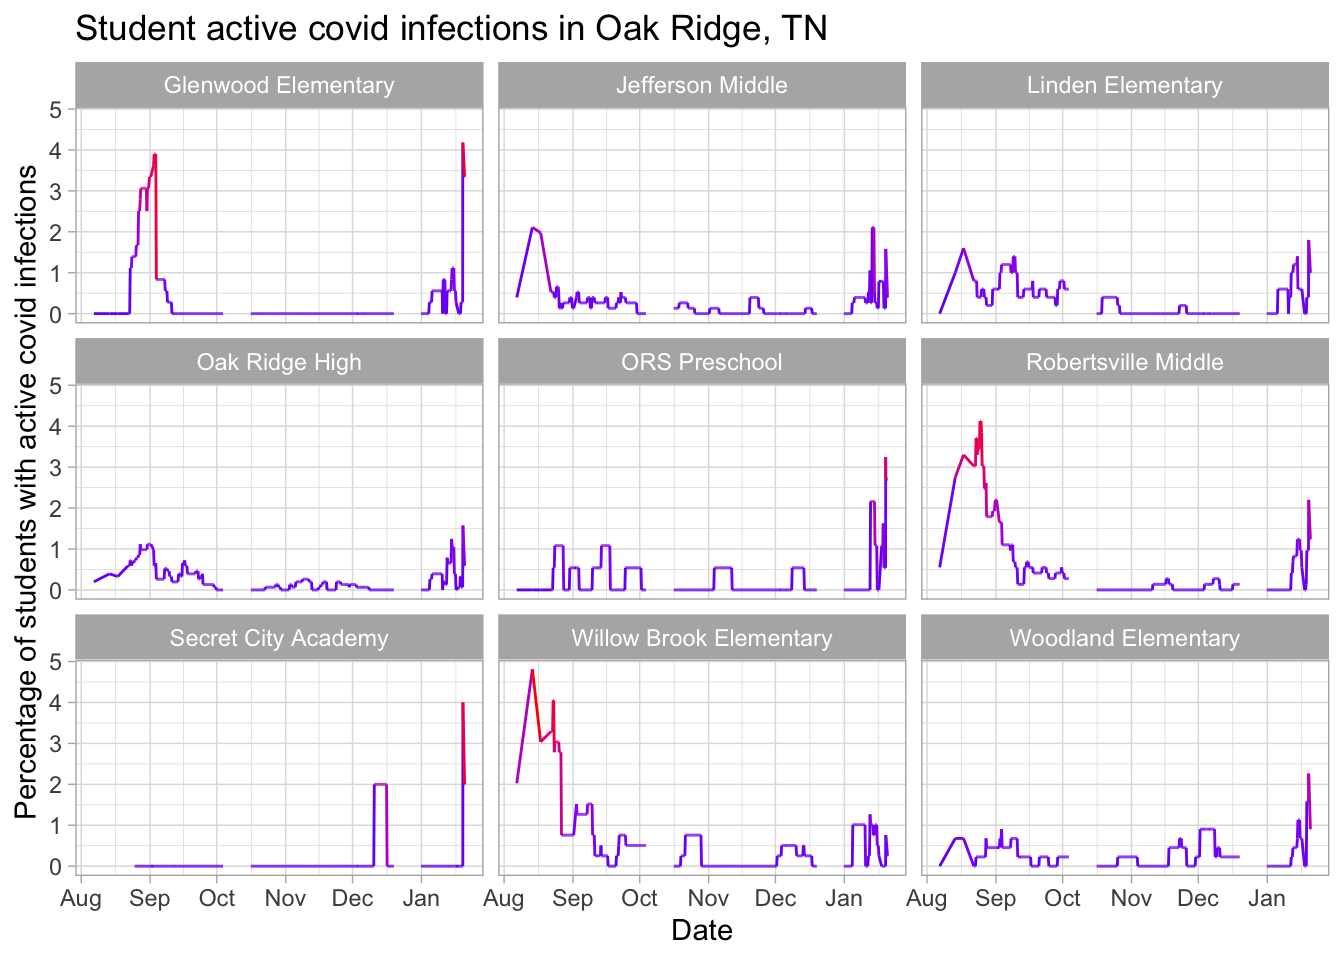 Student active covid infections in Oak Ridge, TN
Glenwood Elementary
Jefferson Middle
Linden Elementary
5
4
3
2
1
0
Oak Ridge High
ORS Preschool
Robertsville Middle
5
4
3
2
1
0
Secret City Academy
Willow Brook Elementary
Woodland Elementary
5
4
3
2
1
0
Percentage of students with active covid infections
Aug Sep Oct Nov Dec Jan
Aug Sep Oct Nov Dec Jan
Aug Sep Oct Nov Dec Jan
Date